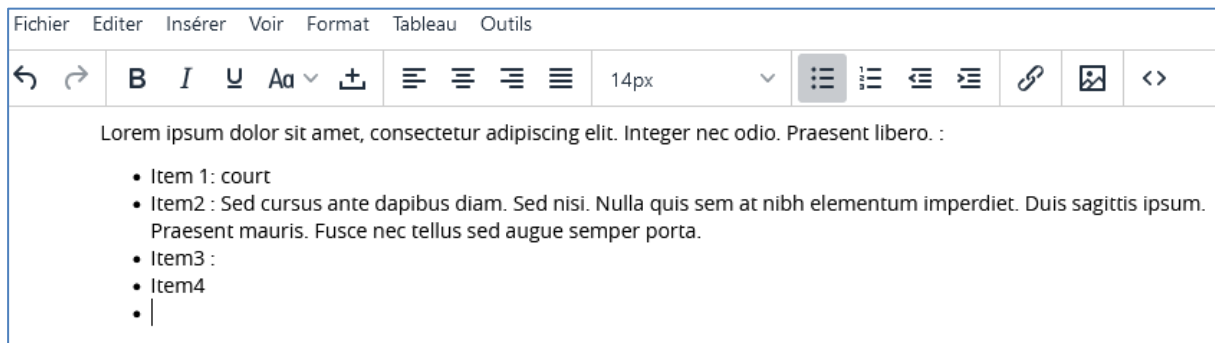 Fichier Editer Insérer Voir Format Tableau Outils
B I U Aa 14px
Lorem ipsum dolor sit amet, consectetur adipiscing elit. Integer nec odio. Praesent libero. :
• Item 1: court
• Item2 : Sed cursus ante dapibus diam. Sed nisi. Nulla quis sem at nibh elementum imperdiet. Duis sagittis ipsum.
Praesent mauris. Fusce nec tellus sed augue semper porta.
• Item3 :
• Item4
•